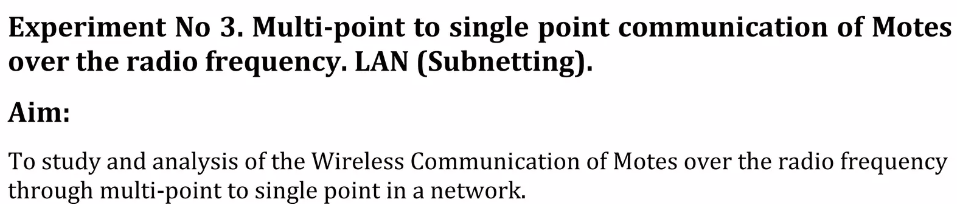 Experiment No 3. Multi-point to single point communication of Motes
over the radio frequency. LAN (Subnetting).
Aim:
To study and analysis of the Wireless Communication of Motes over the radio frequency
through multi-point to single point in a network.